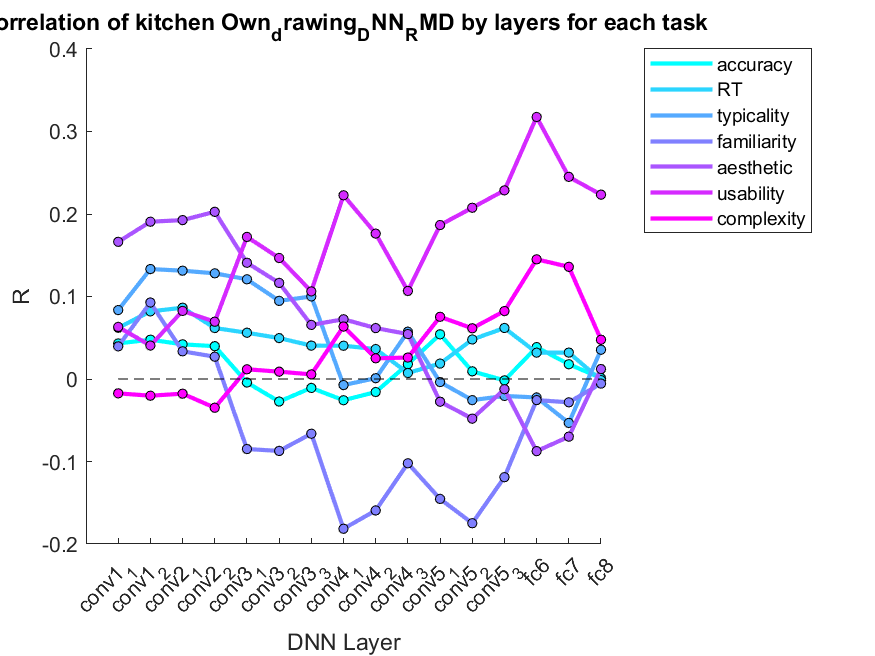 orrelation of kitchen Own_drawing_DNN_RMD by layers for each task
0.4
0.3
0.2
0.1
0
-0.1
-0.2
R
conv1_1
conv1_2
conv2_1
conv2_2
conv3_1
conv3_2
conv3_3
conv4_1
conv4_2
conv4_3
conv5_1
conv5_2
conv5_3
fc6
fc7
fc8
DNN Layer
accuracy
RT
typicality
familiarity
aesthetic
usability
complexity